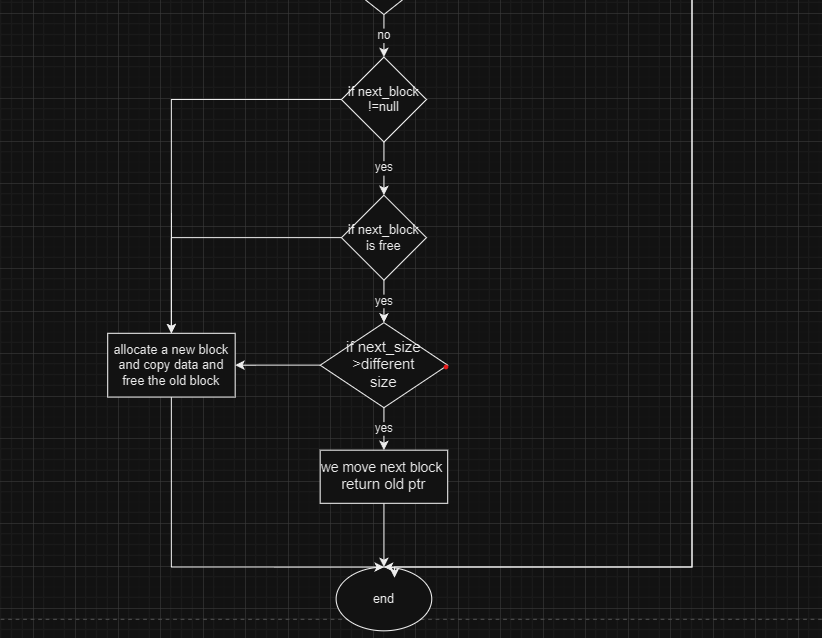 no
if next_block
!=null
yes
if next_block
is free
yes
if next_size
>different
size
allocate a new block
and copy data and
free the old block
yes
we move next block
return old ptr
end